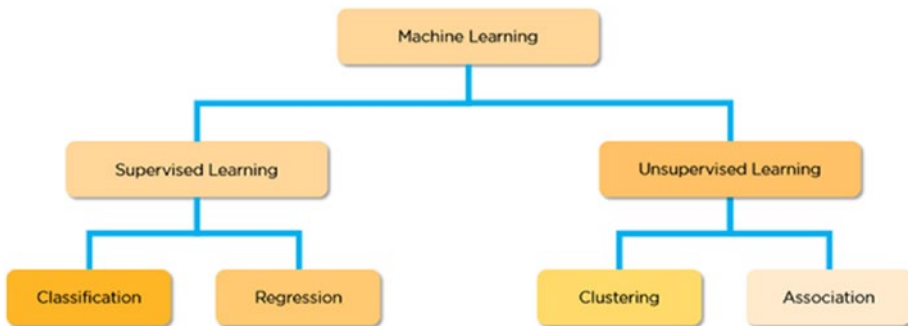 Machine Learning
Supervised Learning
Unsupervised Learning
Classification
Regression
Clustering
Association